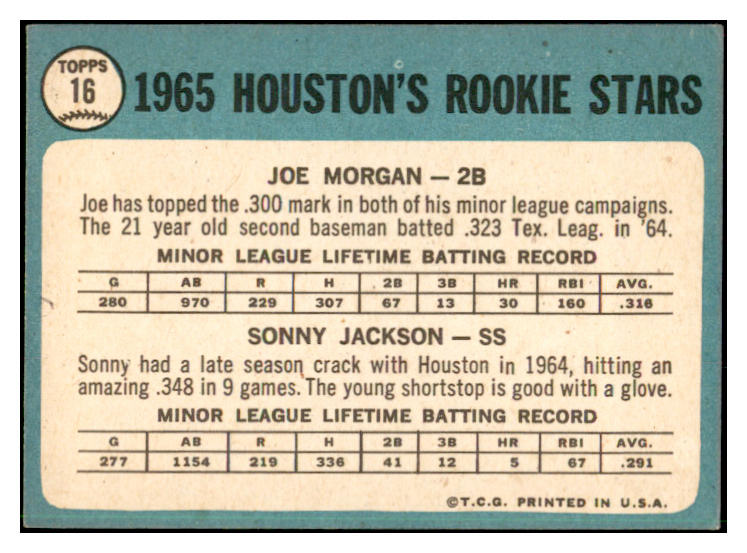 TOPPS
16
1965 HOUSTON'S ROOKIE STARS
JOE MORGAN — 2B
Joe has topped the .300 mark in both of his minor league campaigns.
The 21 year old second baseman batted .323 Tex. Leag. in '64.
MINOR LEAGUE LIFETIME BATTING RECORD
G AB R H 2B 3B HR RBI AVG.
280 970 229 307 67 13 30 160 .316
SONNY JACKSON — SS
Sonny had a late season crack with Houston in 1964, hitting an
amazing .348 in 9 games. The young shortstop is good with a glove.
MINOR LEAGUE LIFETIME BATTING RECORD
G AB R H 2B 3B HR RBI AVG.
277 1154 219 336 41 12 5 67 .291
©T.C.G. PRINTED IN U.S.A.